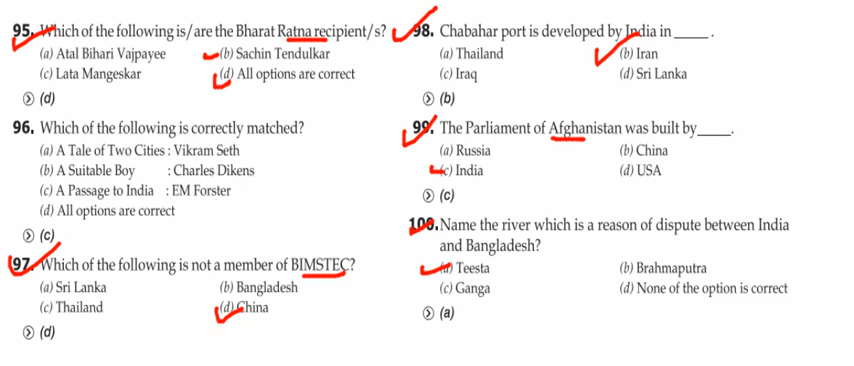 95. Which of the following is/are the Bharat Ratna recipient/s?
(a) Atal Bihari Vajpayee (b) Sachin Tendulkar
(c) Lata Mangeskar (d) All options are correct
(d)
96. Which of the following is correctly matched?
(a) A Tale of Two Cities : Vikram Seth
(b) A Suitable Boy : Charles Dikens
(c) A Passage to India : EM Forster
(d) All options are correct
(c)
97. Which of the following is not a member of BIMSTEC?
(a) Sri Lanka (b) Bangladesh
(c) Thailand (d) China
(d)
98. Chabahar port is developed by India in _____ .
(a) Thailand (b) Iran
(c) Iraq (d) Sri Lanka
(b)
99. The Parliament of Afghanistan was built by_____.
(a) Russia (b) China
(c) India (d) USA
(c)
100. Name the river which is a reason of dispute between India
and Bangladesh?
(a) Teesta (b) Brahmaputra
(c) Ganga (d) None of the option is correct
(a)